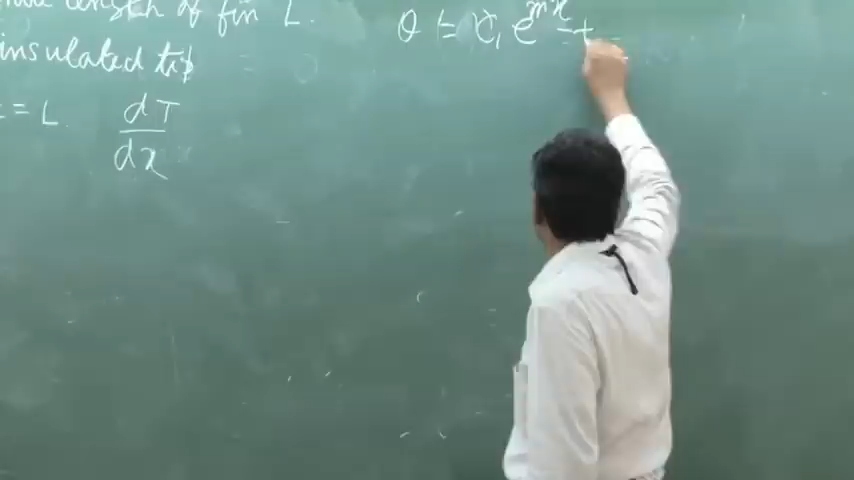 length of fin L.
insulated tip
= L. dT/dx
θ = C₁ e^{mx} +